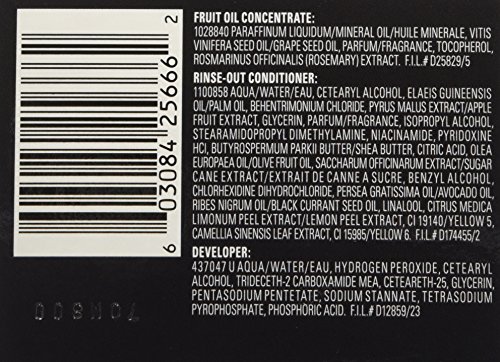 FRUIT OIL CONCENTRATE:
1028840 PARAFFINUM LIQUIDUM/MINERAL OIL/HUILE MINERALE, VITIS
VINIFERA SEED OIL/GRAPE SEED OIL, PARFUM/FRAGRANCE, TOCOPHEROL,
ROSMARINUS OFFICINALIS (ROSEMARY) EXTRACT. F.I.L.# D25829/5
RINSE-OUT CONDITIONER:
1100858 AQUA/WATER/EAU, CETEARYL ALCOHOL, ELAEIS GUINEENSIS
OIL/PALM OIL, BEHENTRIMONIUM CHLORIDE, PYRUS MALUS EXTRACT/APPLE
FRUIT EXTRACT, GLYCERIN, PARFUM/FRAGRANCE, ISOPROPYL ALCOHOL,
STEARAMIDOPROPYL DIMETHYLAMINE, NIACINAMIDE, PYRIDOXINE
HCI, BUTYROSPERMUM PARKII BUTTER/SHEA BUTTER, CITRIC ACID, OLEA
EUROPAEA OIL/OLIVE FRUIT OIL, SACCHARUM OFFICINARUM EXTRACT/SUGAR
CANE EXTRACT/EXTRAIT DE CANNE A SUCRE, BENZYL ALCOHOL,
CHLORHEXIDINE DIHYDROCHLORIDE, PERSEA GRATISSIMA OIL/AVOCADO OIL,
RIBES NIGRUM OIL/BLACK CURRANT SEED OIL, LINALOOL, CITRUS MEDICA
LIMONUM PEEL EXTRACT/LEMON PEEL EXTRACT, CI 19140/YELLOW 5,
CAMELLIA SINENSIS LEAF EXTRACT, CI 15985/YELLOW 6. F.I.L.# D174455/2
DEVELOPER:
437047 U AQUA/WATER/EAU, HYDROGEN PEROXIDE, CETEARYL
ALCOHOL, TRIDECETH-2 CARBOXAMIDE MEA, CETEARETH-25, GLYCERIN,
PENTASODIUM PENTETATE, SODIUM STANNATE, TETRASODIUM
PYROPHOSPHATE, PHOSPHORIC ACID. F.I.L.# D12859/23
6 03084 25666 2